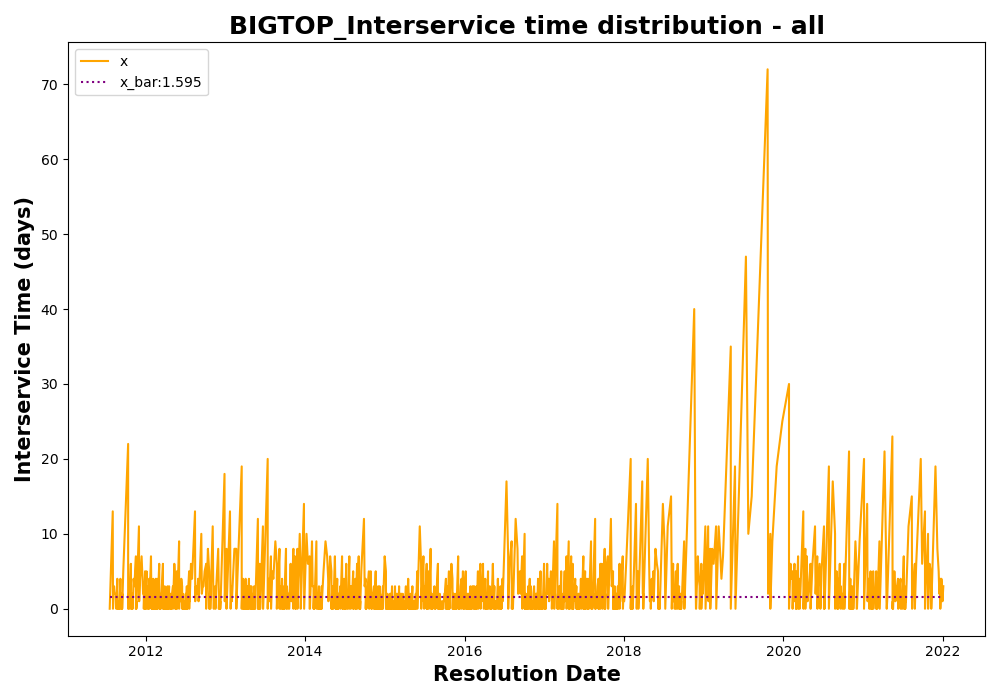 BIGTOP_Interservice time distribution - all
x
x_bar:1.595
Interservice Time (days)
70
60
50
40
30
20
10
0
2012
2014
2016
2018
2020
2022
Resolution Date